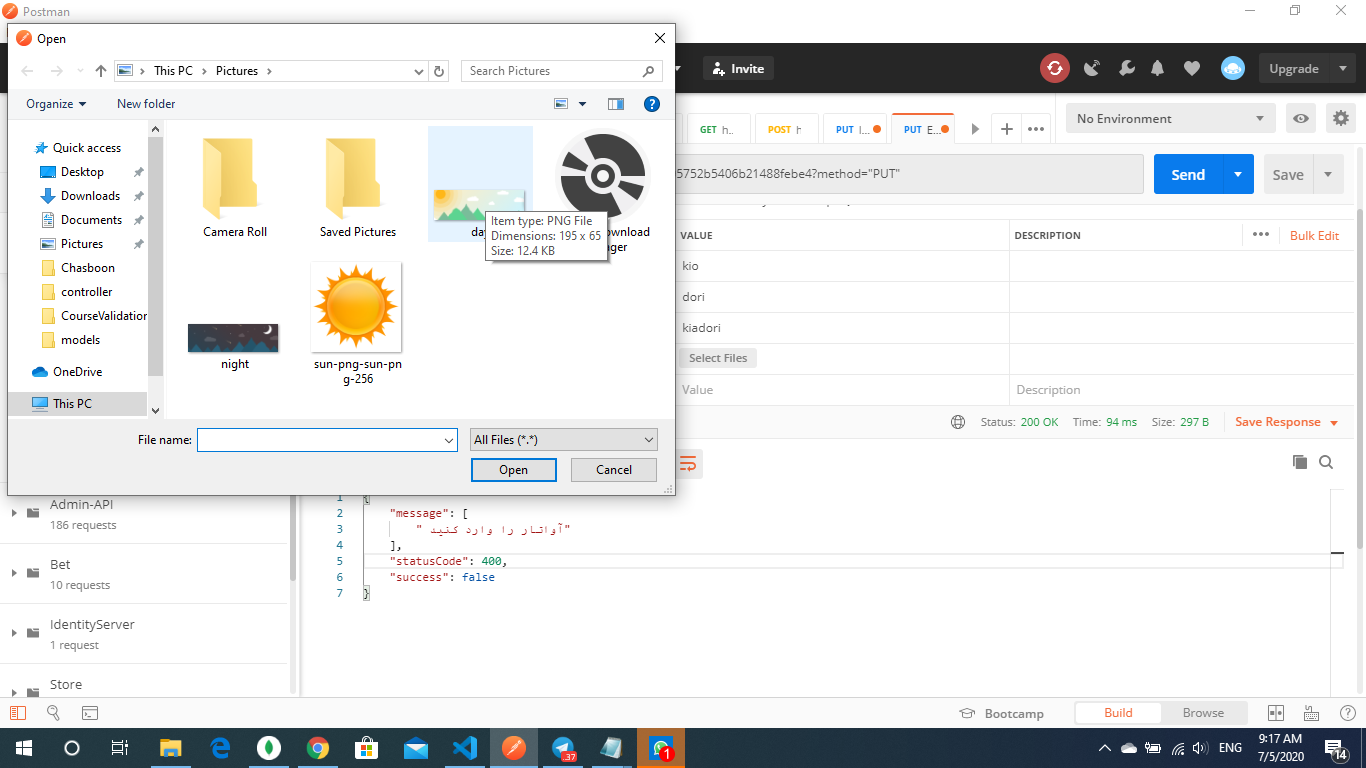 Postman
Open
This PC
Pictures
Search Pictures
Organize
New folder
Quick access
Desktop
Downloads
Documents
Pictures
Chasboon
controller
CourseValidation
models
OneDrive
This PC
Camera Roll
Saved Pictures
day
Item type: PNG File
Dimensions: 195 x 65
Size: 12.4 KB
night
sun-png-sun-pn
g-256
File name:
All Files (*.*)
Open
Cancel
Invite
Upgrade
GET h..
POST h
PUT I...
PUT E...
No Environment
5752b5406b21488febe4?method="PUT"
Send
Save
VALUE
DESCRIPTION
Bulk Edit
kio
dori
kiadori
Select Files
Value
Description
Status: 200 OK
Time: 94 ms
Size: 297 B
Save Response
1 {
2 "message": [
3 " آواتار را وارد کنید"
4 ],
5 "statusCode": 400,
6 "success": false
7 }
Admin-API
186 requests
Bet
10 requests
IdentityServer
1 request
Store
Bootcamp
Build
Browse
.37
1
ENG
9:17 AM
7/5/2020
14